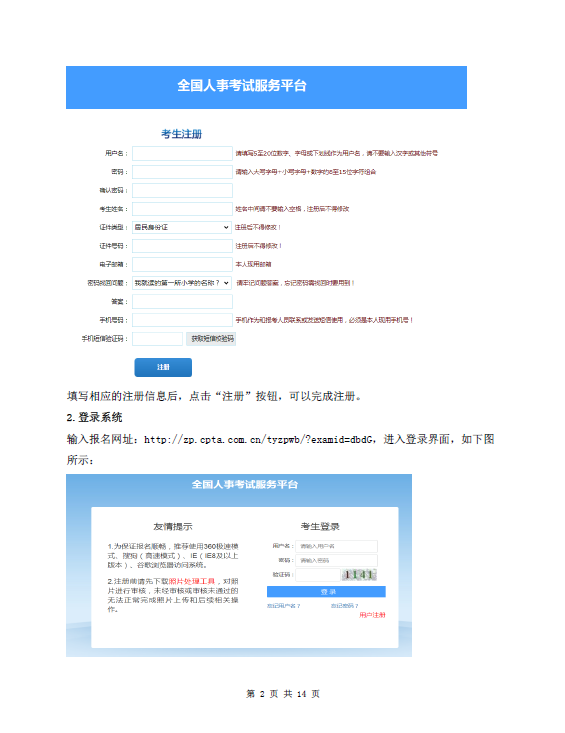 全国人事考试服务平台
考生注册
用户名： 请填写5至20位数字、字母或下划线作为用户名，请不要输入汉字或其他符号
密码： 请输入大写字母+小写字母+数字的8至15位字符组合
确认密码：
考生姓名： 姓名中间请不要输入空格，注册后不得修改
证件类型： 居民身份证 注册后不得修改！
证件号码： 注册后不得修改！
电子邮箱： 本人现用邮箱
密码找回问题： 我就读的第一所小学的名称？ 请牢记问题答案，忘记密码需找回时要用到！
答案：
手机号码： 手机作为和报考人员联系或发送短信使用，必须是本人现用手机号！
手机短信验证码： 获取短信校验码
注册
填写相应的注册信息后，点击“注册”按钮，可以完成注册。
2.登录系统
输入报名网址：http://zp.cpta.com.cn/tyzpwb/?examid=dbdG，进入登录界面，如下图
所示：
全国人事考试服务平台
友情提示
1.为保证报名顺畅，推荐使用360极速模
式、搜狗（高速模式）、IE（IE8及以上
版本）、谷歌浏览器访问系统。
2.注册前请先下载照片处理工具，对照
片进行审核，未经审核或审核未通过的
无法正常完成照片上传和后续相关操
作。
考生登录
用户名： 请输入用户名
密码： 请输入密码
验证码： 1141
登 录
忘记用户名？ 忘记密码？
用户注册
第 2 页 共 14 页